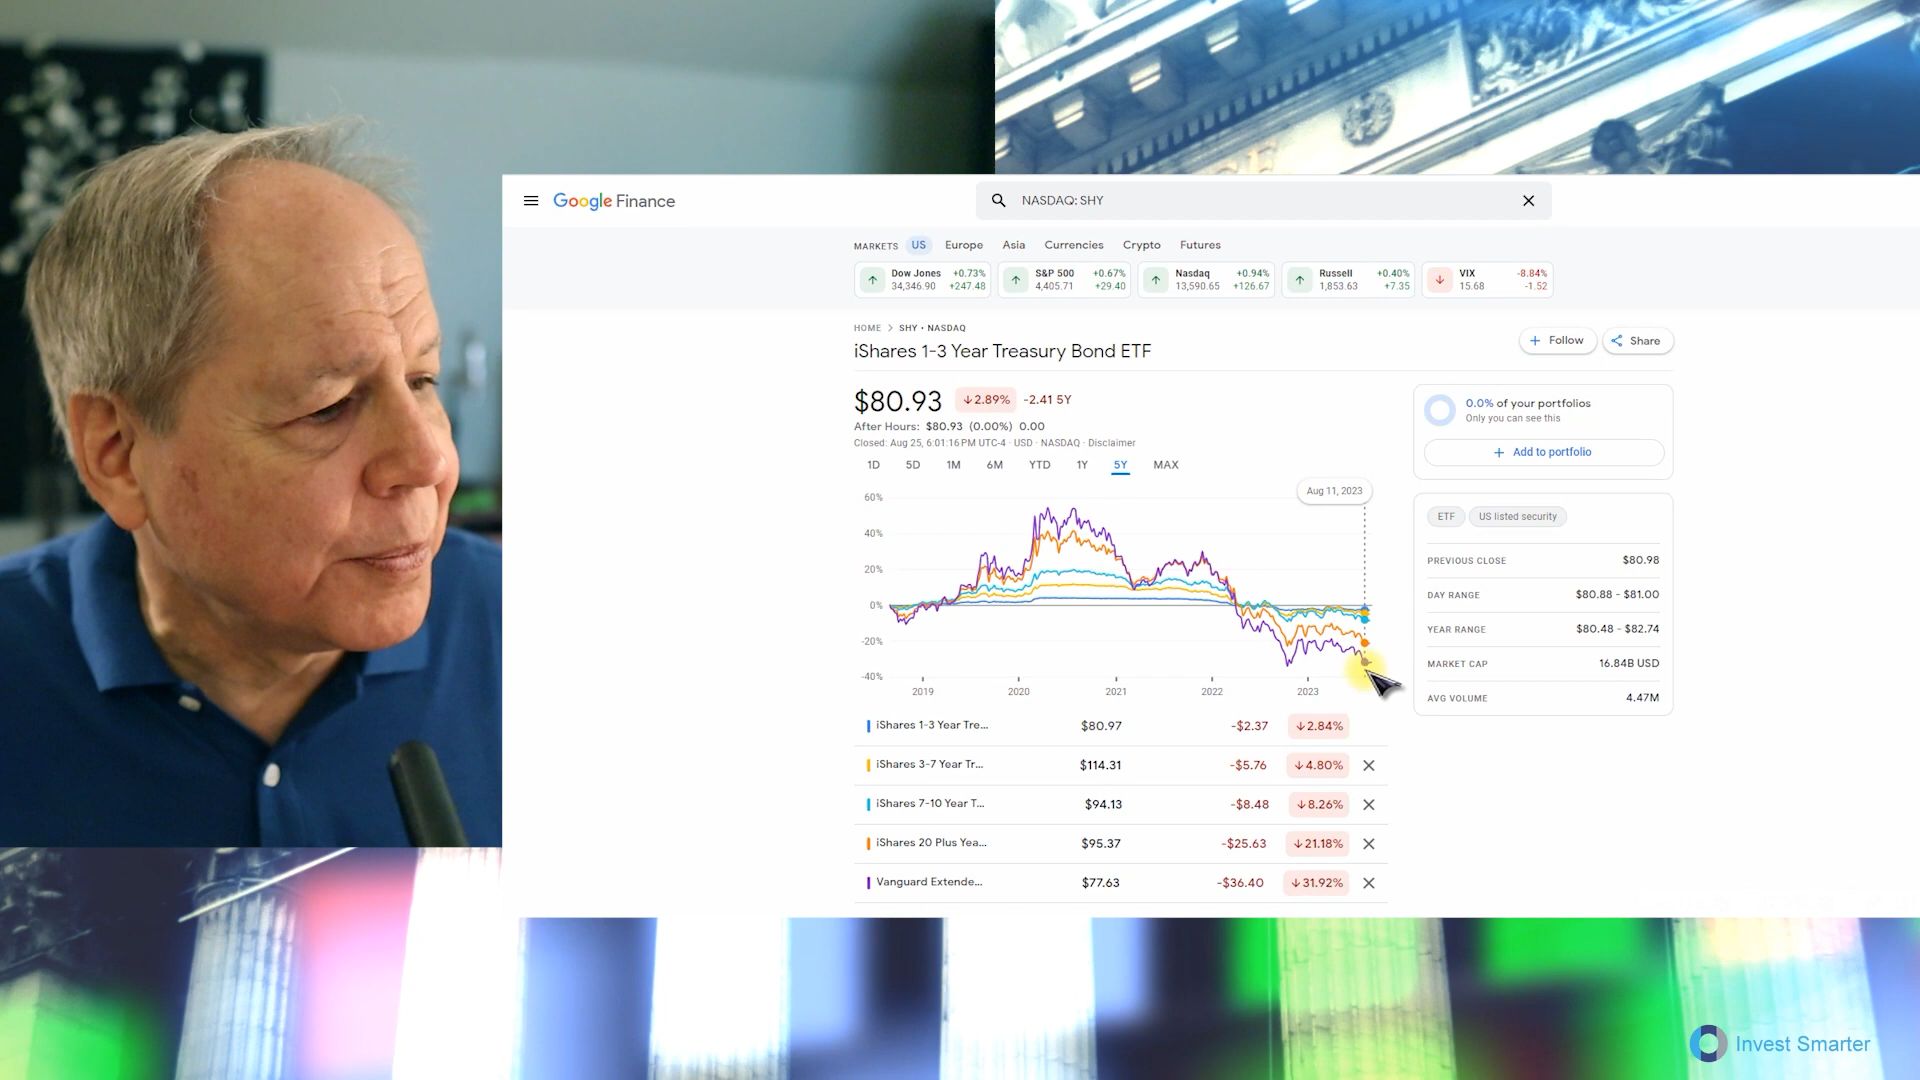 Google Finance
NASDAQ: SHY
MARKETS US Europe Asia Currencies Crypto Futures
Dow Jones +0.73%
34,346.90 +247.48
S&P 500 +0.67%
4,405.71 +29.40
Nasdaq +0.94%
13,590.65 +126.67
Russell +0.40%
1,853.63 +7.35
VIX -8.84%
15.68 -1.52
HOME > SHY • NASDAQ
iShares 1-3 Year Treasury Bond ETF
+ Follow
Share
$80.93 ↓2.89% -2.41 5Y
After Hours: $80.93 (0.00%) 0.00
Closed: Aug 25, 6:01:16 PM UTC-4 · USD · NASDAQ · Disclaimer
1D 5D 1M 6M YTD 1Y 5Y MAX
Aug 11, 2023
60%
40%
20%
0%
-20%
-40%
2019 2020 2021 2022 2023
iShares 1-3 Year Tre... $80.97 -$2.37 ↓2.84%
iShares 3-7 Year Tr... $114.31 -$5.76 ↓4.80%
iShares 7-10 Year T... $94.13 -$8.48 ↓8.26%
iShares 20 Plus Yea... $95.37 -$25.63 ↓21.18%
Vanguard Extende... $77.63 -$36.40 ↓31.92%
0.0% of your portfolios
Only you can see this
+ Add to portfolio
ETF US listed security
PREVIOUS CLOSE $80.98
DAY RANGE $80.88 - $81.00
YEAR RANGE $80.48 - $82.74
MARKET CAP 16.84B USD
AVG VOLUME 4.47M
Invest Smarter